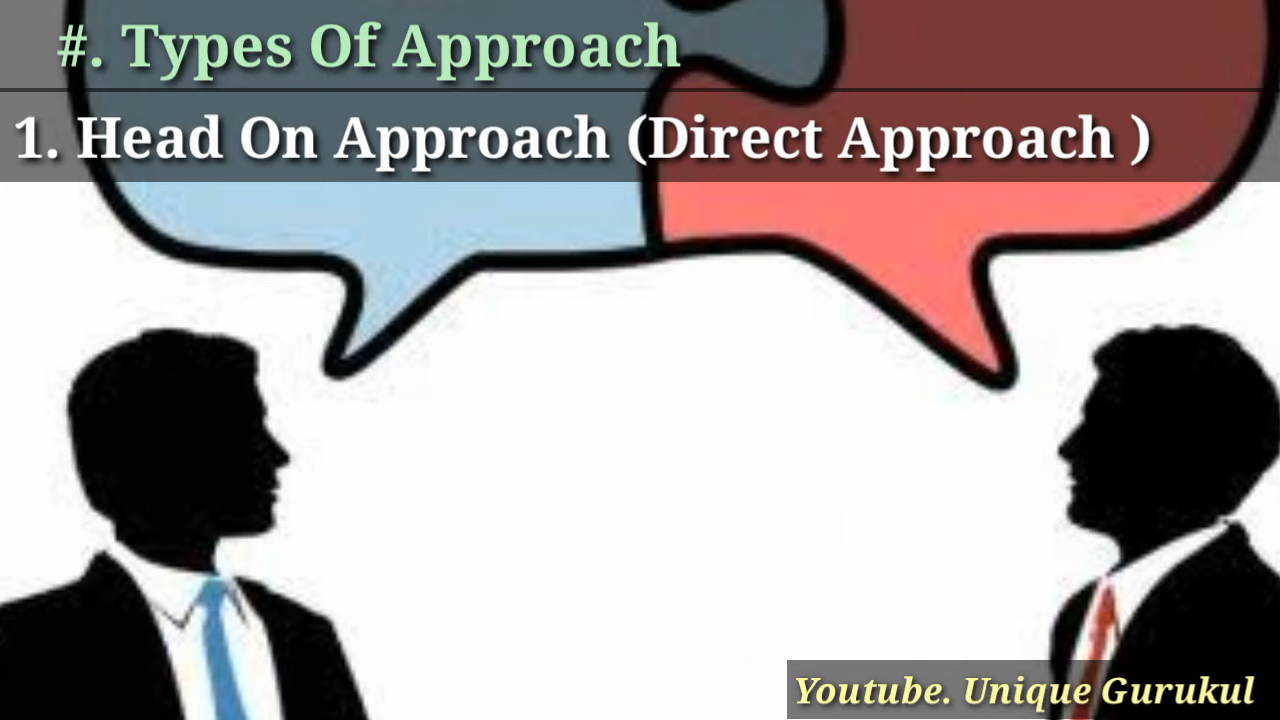 #. Types Of Approach
1. Head On Approach (Direct Approach )
Youtube. Unique Gurukul